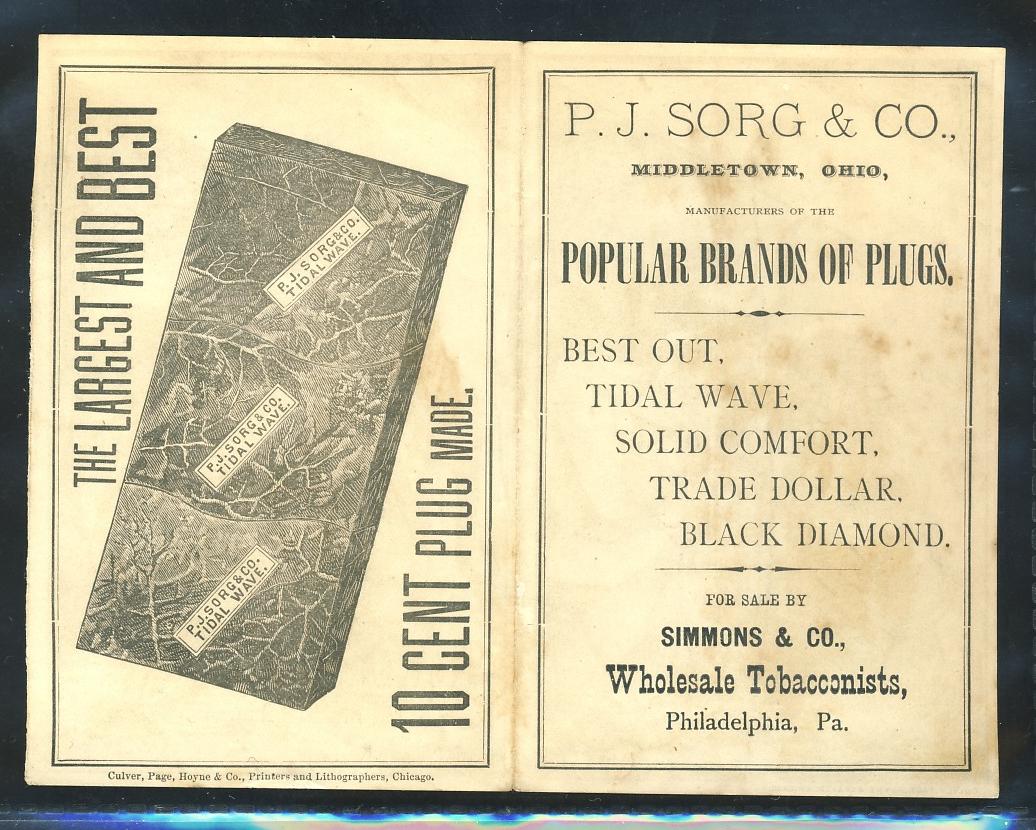 THE LARGEST AND BEST
P.J. SORG & CO.
TIDAL WAVE.
P.J. SORG & CO.
TIDAL WAVE.
P.J. SORG & CO.
TIDAL WAVE.
10 CENT PLUG MADE.
Culver, Page, Hoyne & Co., Printers and Lithographers, Chicago.
P. J. SORG & CO.,
MIDDLETOWN, OHIO,
MANUFACTURERS OF THE
POPULAR BRANDS OF PLUGS.
BEST OUT,
TIDAL WAVE,
SOLID COMFORT,
TRADE DOLLAR,
BLACK DIAMOND.
FOR SALE BY
SIMMONS & CO.,
Wholesale Tobacconists,
Philadelphia, Pa.